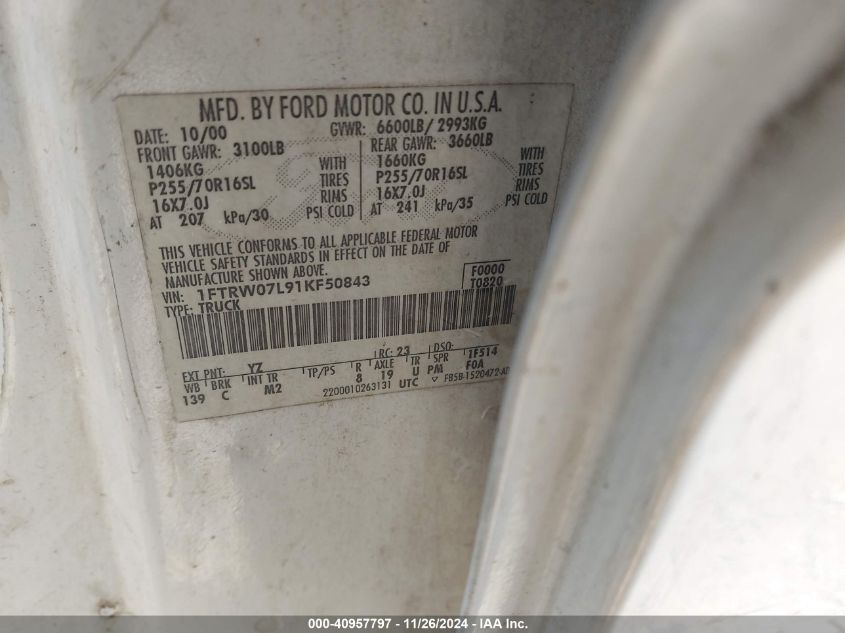 MFD. BY FORD MOTOR CO. IN U.S.A.
DATE: 10/00 GVWR: 6600LB/ 2993KG
FRONT GAWR: 3100LB REAR GAWR: 3660LB
1406KG WITH 1660KG WITH
P255/70R16SL TIRES P255/70R16SL TIRES
16X7.0J RIMS 16X7.0J RIMS
AT 207 kPa/30 PSI COLD AT 241 kPa/35 PSI COLD
THIS VEHICLE CONFORMS TO ALL APPLICABLE FEDERAL MOTOR
VEHICLE SAFETY STANDARDS IN EFFECT ON THE DATE OF
MANUFACTURE SHOWN ABOVE.
VIN: 1FTRW07L91KF50843 F0000
TYPE: TRUCK T0820
EXT PNT: YZ RC: 23 DSO: 1F514
WB BRK INT TR TP/PS R AXLE TR SPR F0A
139 C M2 8 19 U PM
2200010263131 UTC
000-40957797 - 11/26/2024 - IAA Inc.